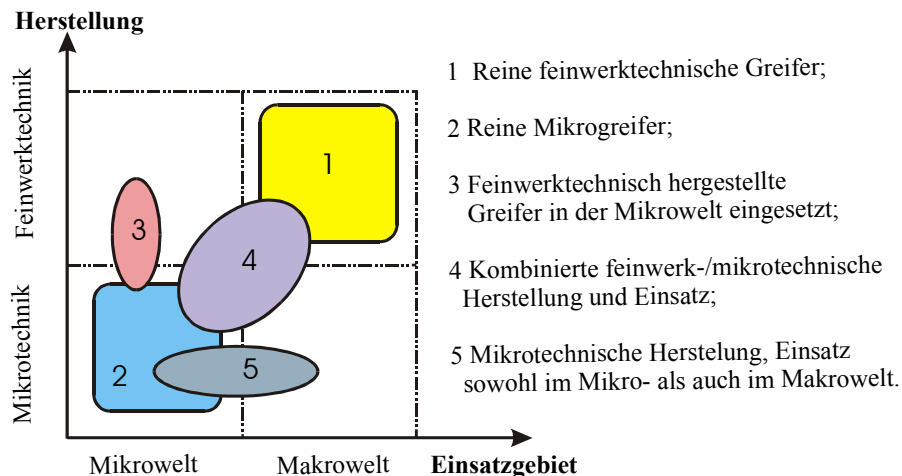 Herstellung
Feinwerktechnik
Mikrotechnik
1
2
3
4
5
Mikrowelt
Makrowelt
Einsatzgebiet
1 Reine feinwerktechnische Greifer;
2 Reine Mikrogreifer;
3 Feinwerktechnisch hergestellte
Greifer in der Mikrowelt eingesetzt;
4 Kombinierte feinwerk-/mikrotechnische
Herstellung und Einsatz;
5 Mikrotechnische Herstelung, Einsatz
sowohl im Mikro- als auch im Makrowelt.